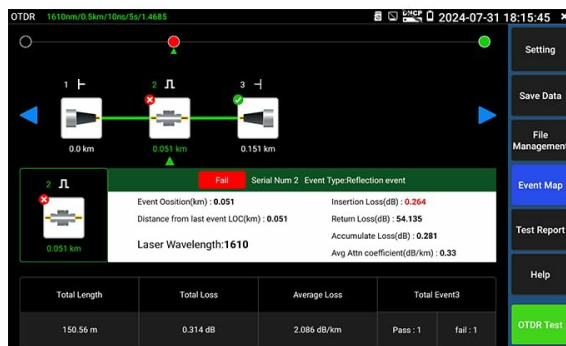 OTDR 1610nm/0.5km/10ns/5s/1.4685 2024-07-31 18:15:45
Setting
Save Data
File Management
Event Map
Test Report
Help
OTDR Test
1 2 3
0.0 km 0.051 km 0.151 km
2
0.051 km
Fail Serial Num 2 Event Type:Reflection event
Event Oosition(km) : 0.051 Insertion Loss(dB) : 0.264
Distance from last event LOC(km) : 0.051 Return Loss(dB) : 54.135
Laser Wavelength:1610 Accumulate Loss(dB) : 0.281
Avg Attn coefficient(dB/km) : 0.33
Total Length Total Loss Average Loss Total Event3
150.56 m 0.314 dB 2.086 dB/km Pass : 1 fail : 1